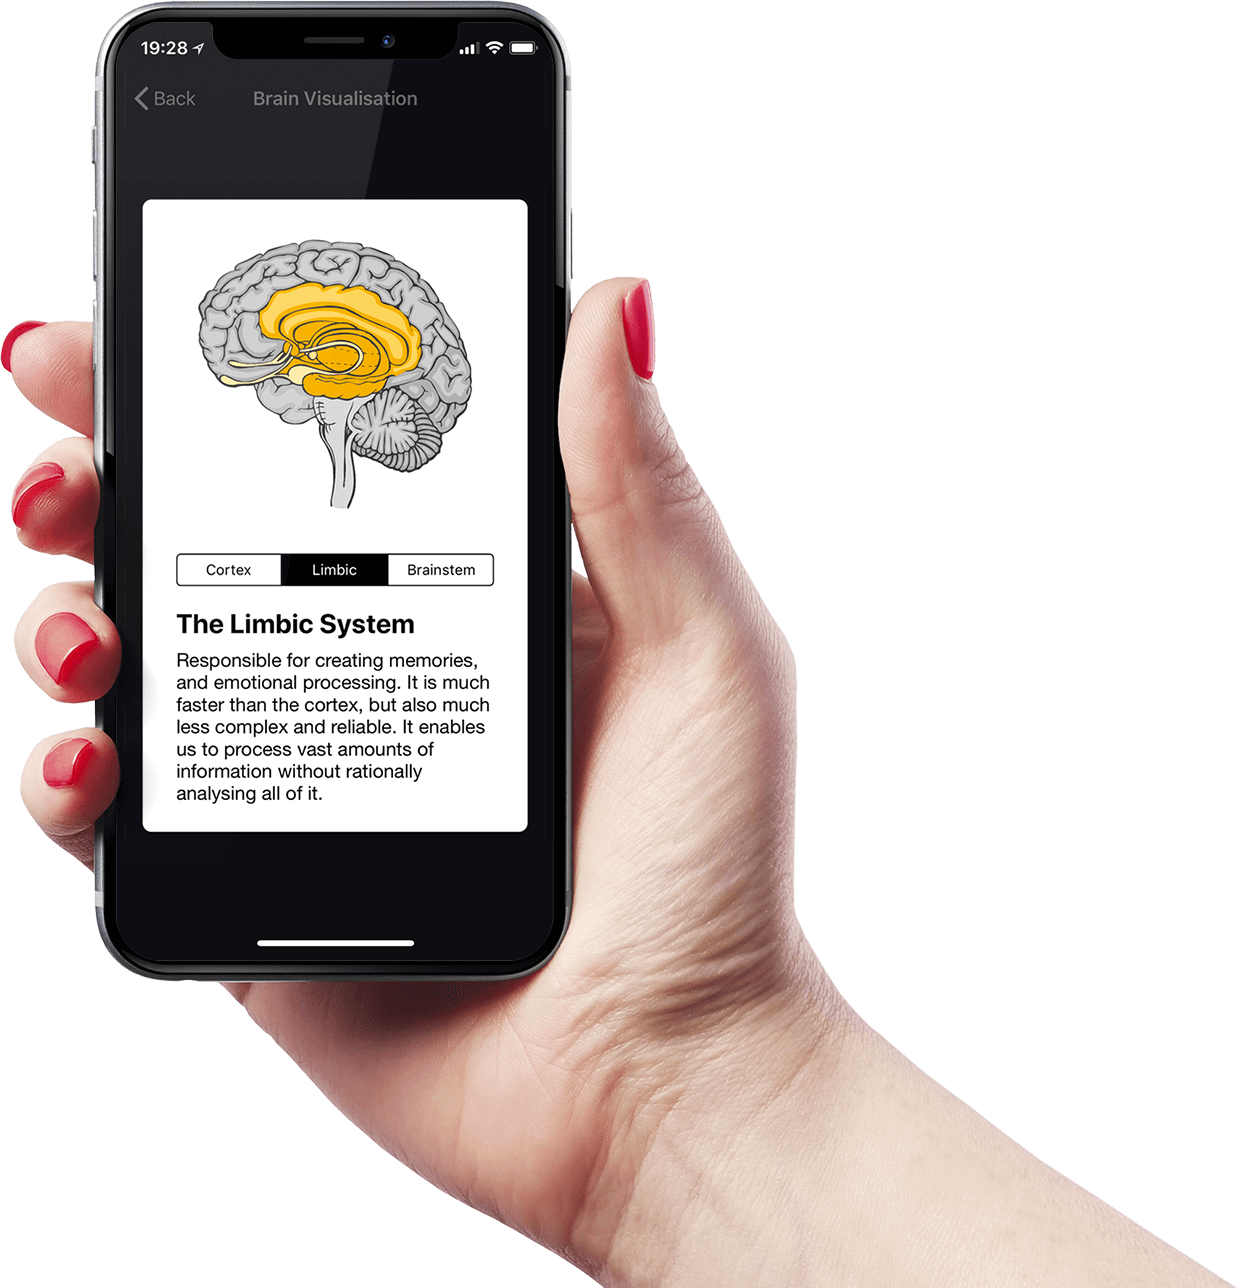 19:28
Back
Brain Visualisation
Cortex
Limbic
Brainstem
The Limbic System
Responsible for creating memories,
and emotional processing. It is much
faster than the cortex, but also much
less complex and reliable. It enables
us to process vast amounts of
information without rationally
analysing all of it.